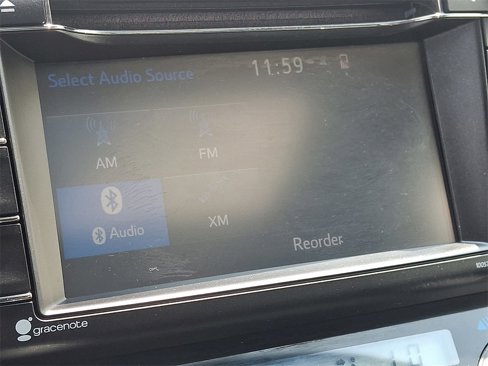 Select Audio Source
11:59
AM
FM
Audio
XM
Reorder
gracenote